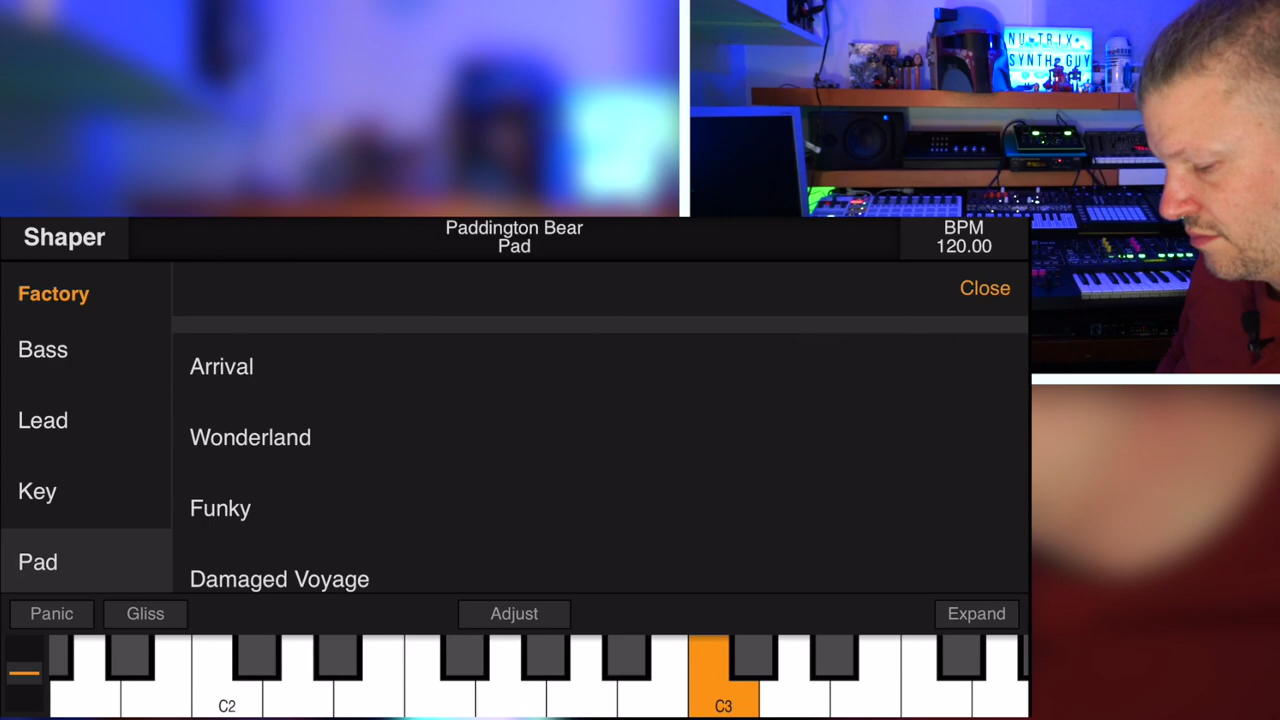 NU-TRIX
SYNTH GUY
Shaper
Paddington Bear
Pad
BPM
120.00
Factory
Close
Bass
Arrival
Lead
Wonderland
Key
Funky
Pad
Damaged Voyage
Panic
Gliss
Adjust
Expand
C2
C3